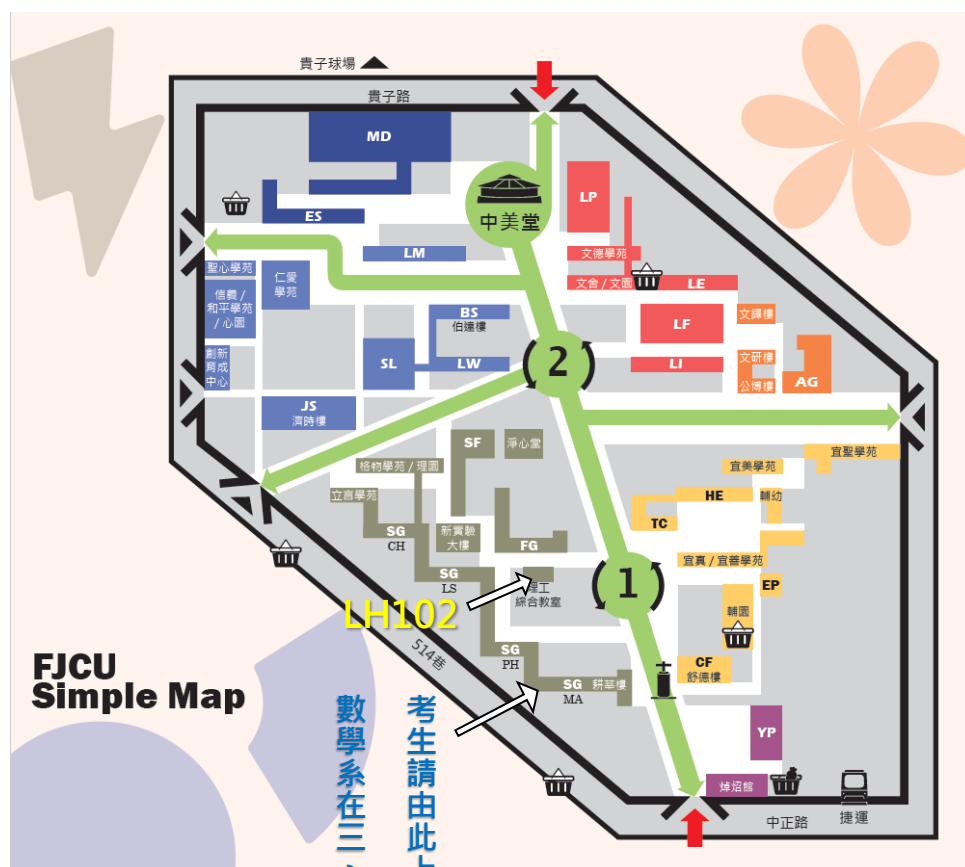 貴子球場
貴子路
MD
ES
中美堂
LP
LM
文德學苑
文舍 / 文園
LE
聖心學苑
仁愛
學苑
信義 /
和平學苑
/ 心園
BS
伯達樓
LF
文鐸樓
創新
育成
中心
SL
LW
2
LI
文研樓
公博樓
AG
JS
濟時樓
SF
淨心堂
宜聖學苑
格物學苑 / 理園
宜美學苑
立言學苑
HE
輔幼
SG
CH
新實驗
大樓
FG
TC
宜真 / 宜善學苑
SG
LS
理工
綜合教室
1
EP
LH102
輔園
514巷
SG
PH
CF
舒德樓
FJCU
Simple Map
SG
MA
耕莘樓
數學系在三
考生請由此上
YP
焯炤館
中正路
捷運